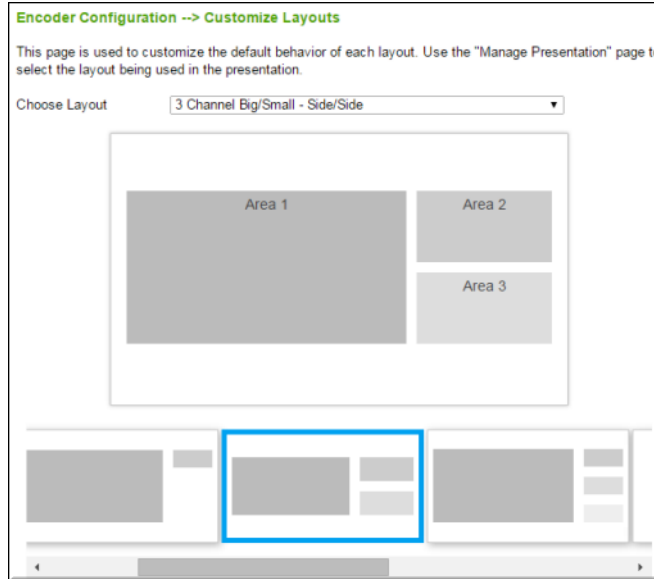 Encoder Configuration --> Customize Layouts
This page is used to customize the default behavior of each layout. Use the "Manage Presentation" page
select the layout being used in the presentation.
Choose Layout 3 Channel Big/Small - Side/Side
Area 1 Area 2
Area 3